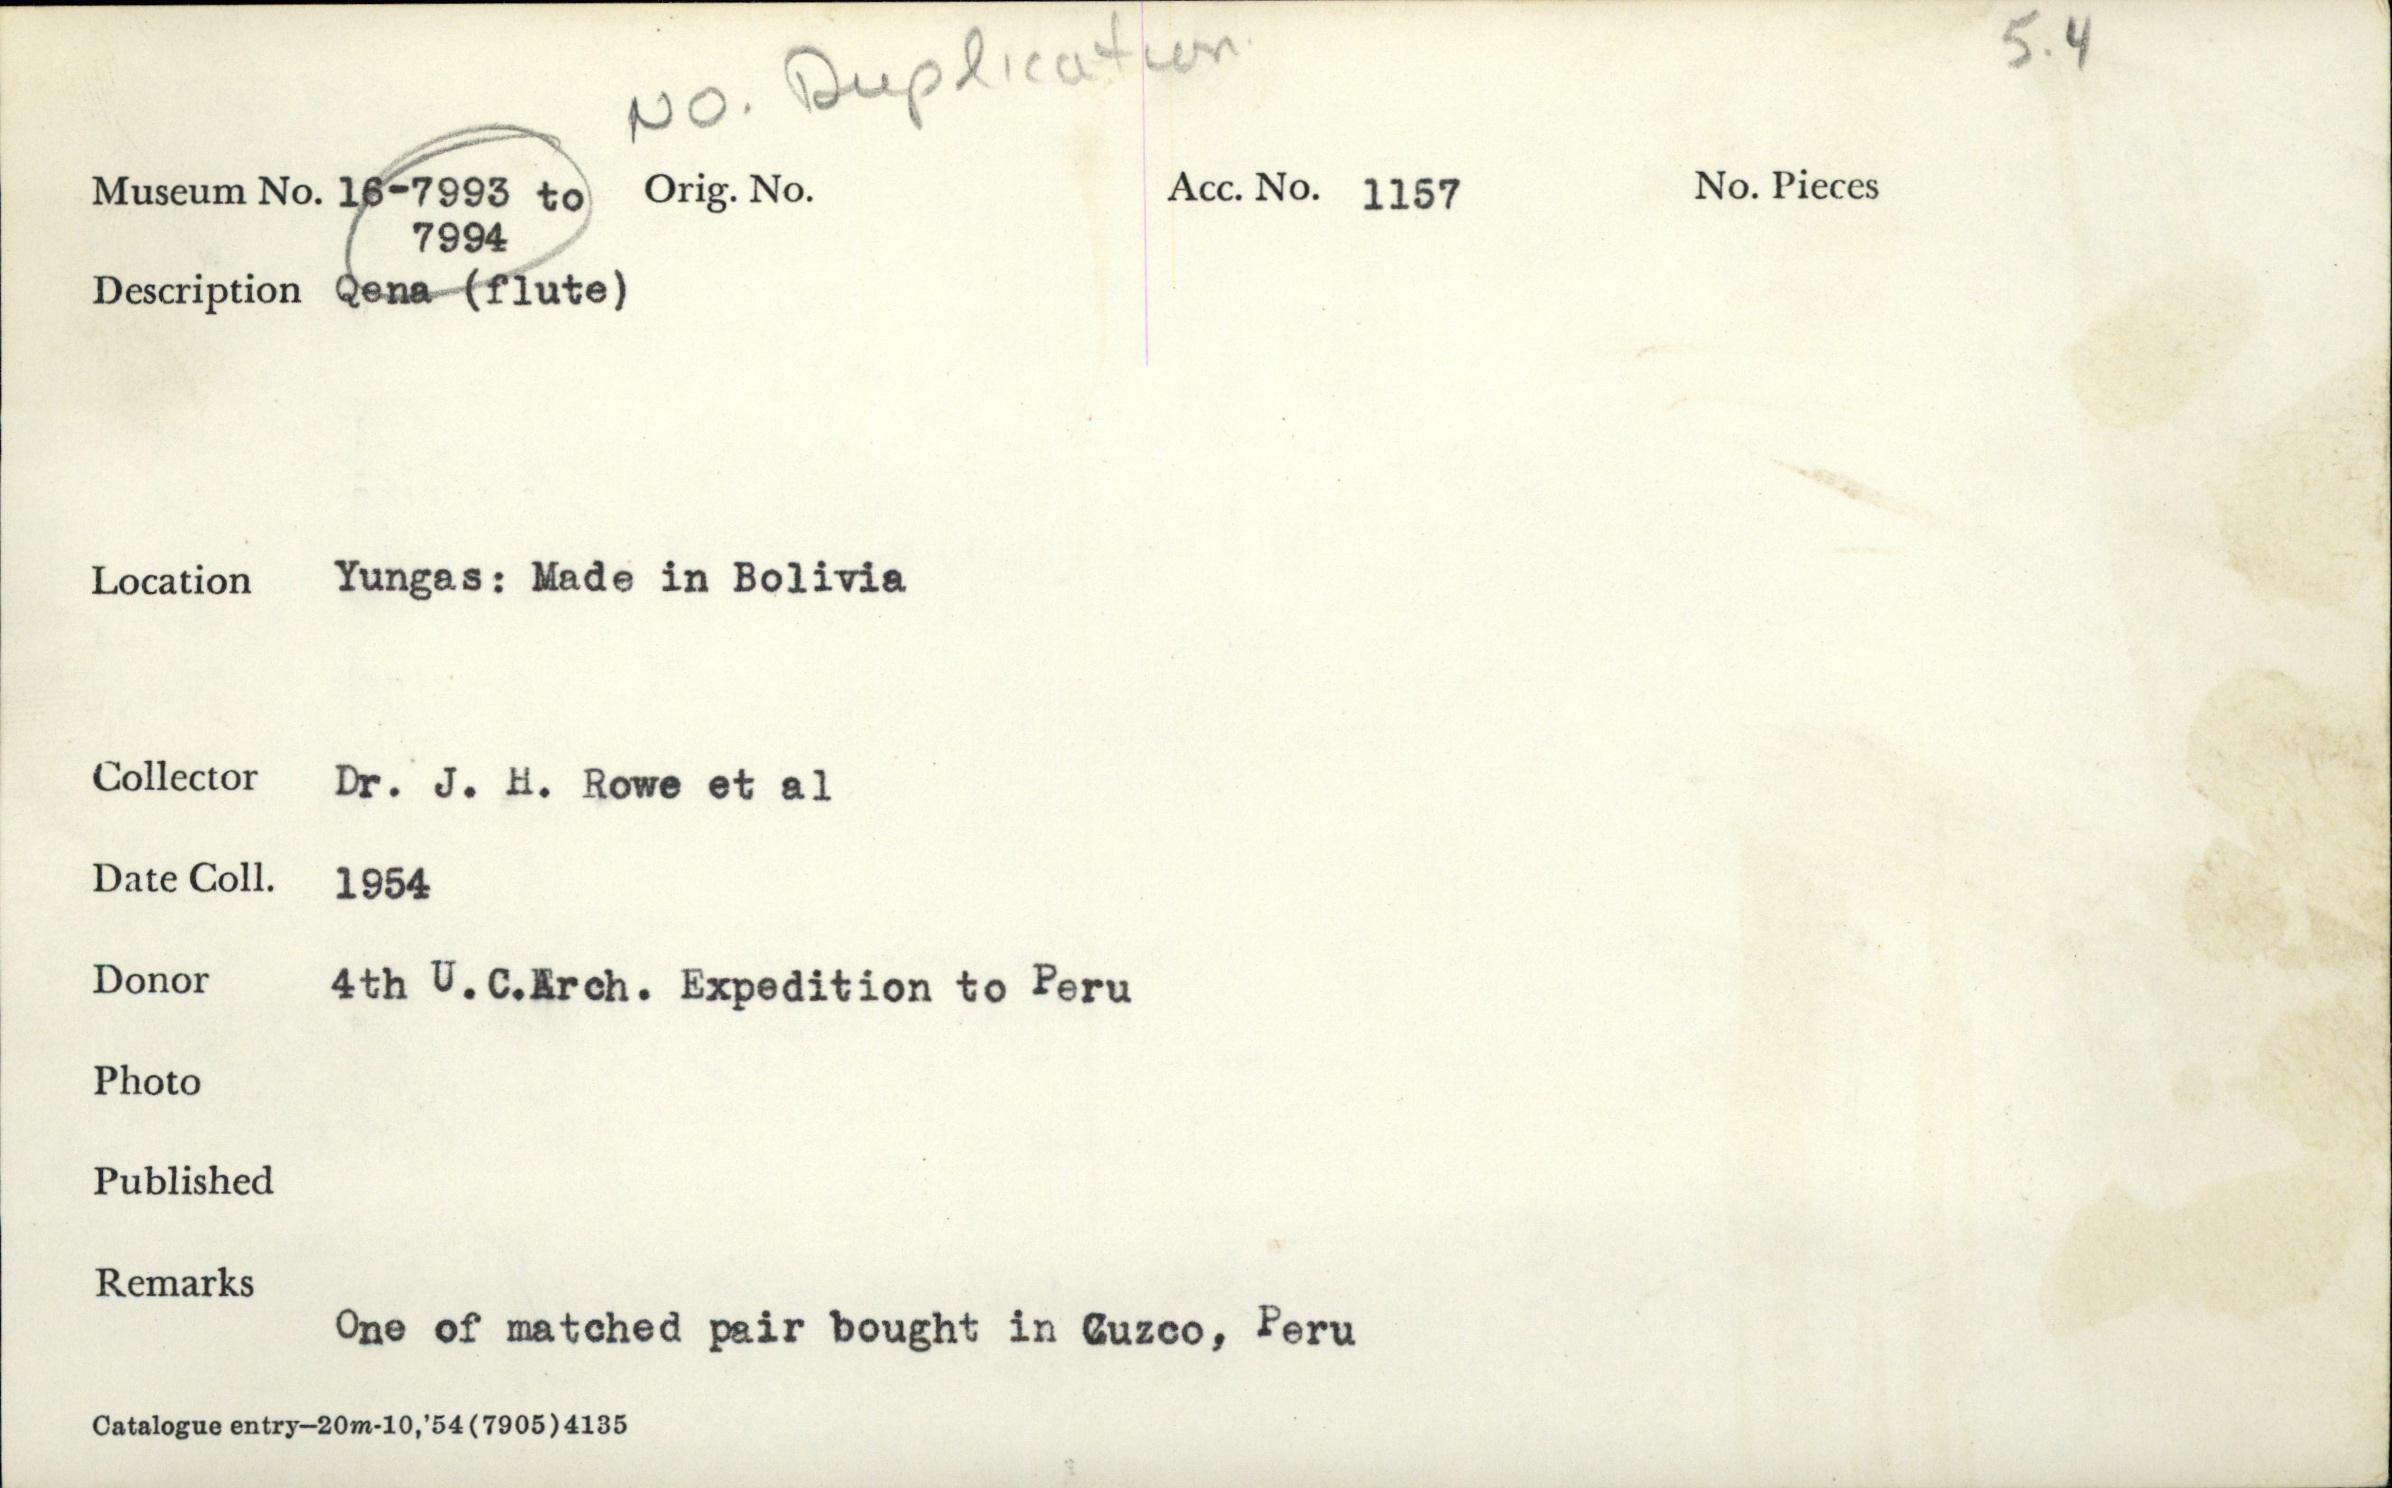 5.4
No. Duplication.
Museum No. 16-7993 to Orig. No. Acc. No. 1157 No. Pieces
7994
Description Qena (flute)
Location Yungas: Made in Bolivia
Collector Dr. J. H. Rowe et al
Date Coll. 1954
Donor 4th U.C.Arch. Expedition to Peru
Photo
Published
Remarks
One of matched pair bought in Cuzco, Peru
Catalogue entry—20m-10,'54(7905)4135